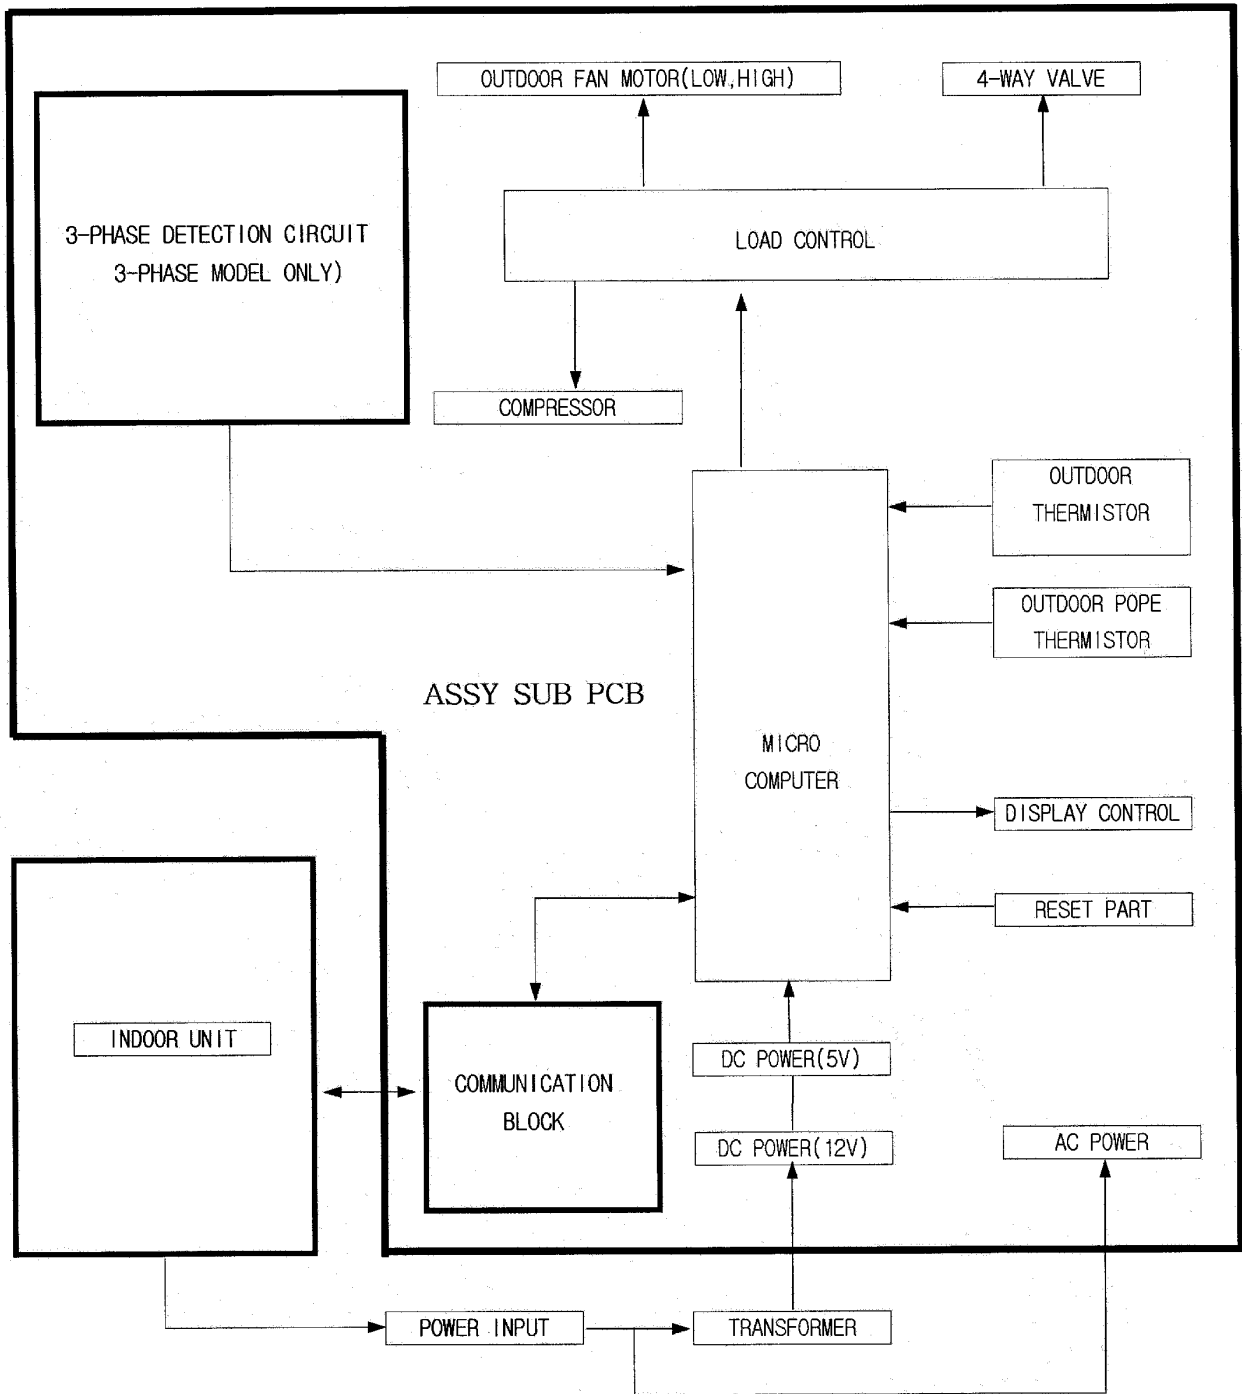 OUTDOOR FAN MOTOR(LOW,HIGH)
4-WAY VALVE
3-PHASE DETECTION CIRCUIT
3-PHASE MODEL ONLY)
LOAD CONTROL
COMPRESSOR
OUTDOOR
THERMISTOR
OUTDOOR POPE
THERMISTOR
ASSY SUB PCB
MICRO
COMPUTER
DISPLAY CONTROL
RESET PART
INDOOR UNIT
COMMUNICATION
BLOCK
DC POWER(5V)
DC POWER(12V)
AC POWER
POWER INPUT
TRANSFORMER